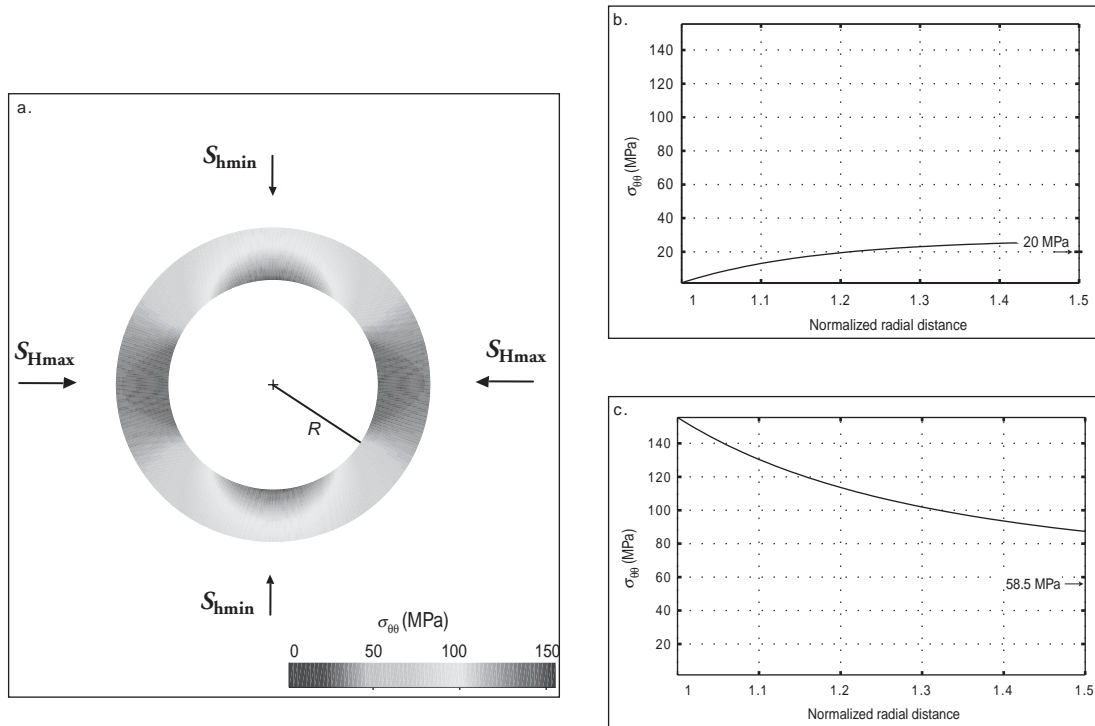 a.
S_hmin
S_Hmax
S_Hmax
R
S_hmin
σ_θθ (MPa)
0 50 100 150
b.
σ_θθ (MPa)
140
120
100
80
60
40
20
20 MPa
1 1.1 1.2 1.3 1.4 1.5
Normalized radial distance
c.
σ_θθ (MPa)
140
120
100
80
60
40
20
58.5 MPa
1 1.1 1.2 1.3 1.4 1.5
Normalized radial distance